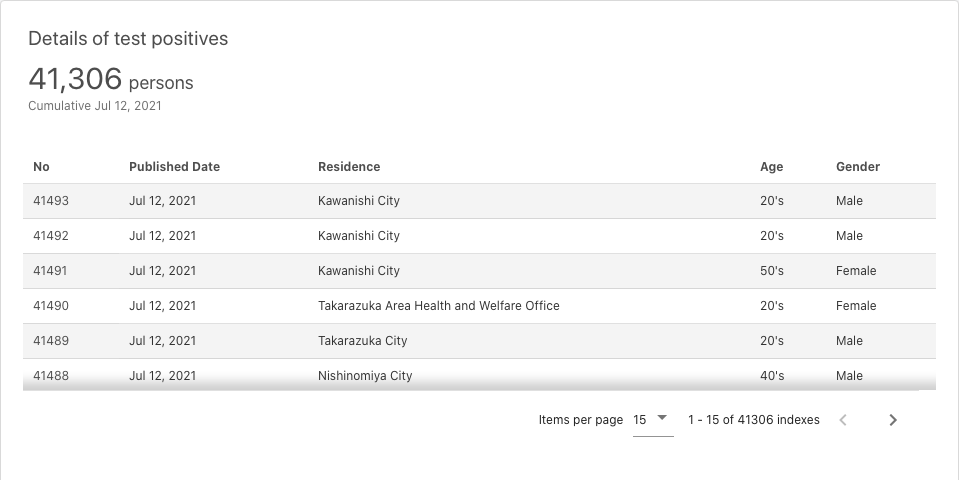 Details of test positives
41,306 persons
Cumulative Jul 12, 2021
No Published Date Residence Age Gender
41493 Jul 12, 2021 Kawanishi City 20's Male
41492 Jul 12, 2021 Kawanishi City 20's Male
41491 Jul 12, 2021 Kawanishi City 50's Female
41490 Jul 12, 2021 Takarazuka Area Health and Welfare Office 20's Female
41489 Jul 12, 2021 Takarazuka City 20's Male
41488 Jul 12, 2021 Nishinomiya City 40's Male
Items per page 15 1 - 15 of 41306 indexes